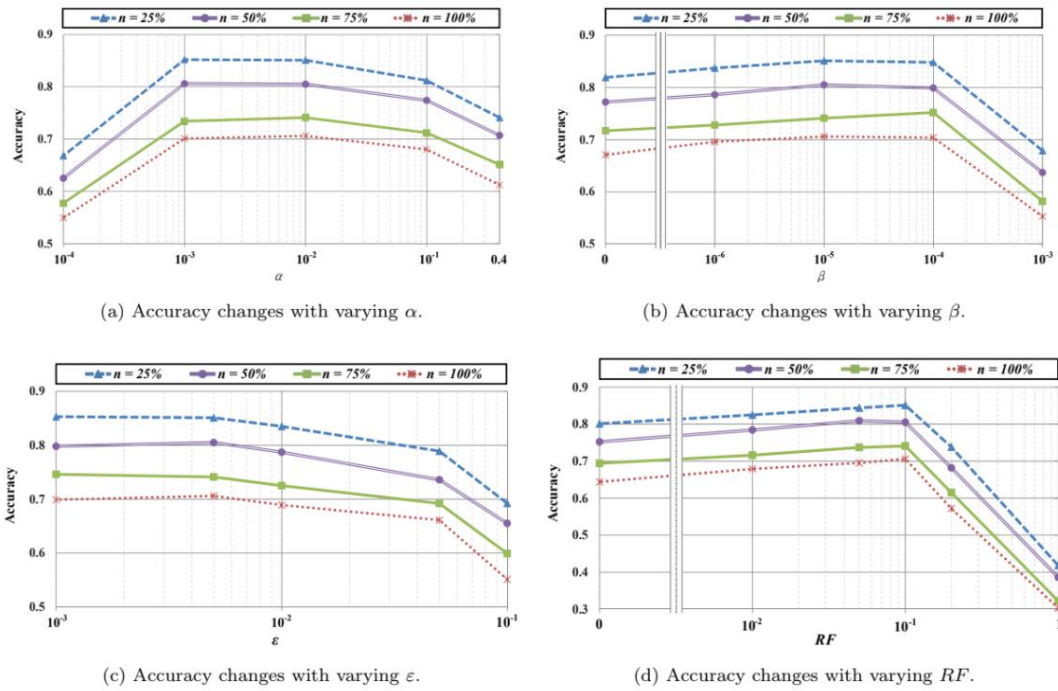 n = 25% n = 50% n = 75% n = 100%
0.9
0.8
0.7
0.6
0.5
Accuracy
10⁻⁴ 10⁻³ 10⁻² 10⁻¹ 0.4
α
(a) Accuracy changes with varying α.
n = 25% n = 50% n = 75% n = 100%
0.9
0.8
0.7
0.6
0.5
Accuracy
0 10⁻⁶ 10⁻⁵ 10⁻⁴ 10⁻³
β
(b) Accuracy changes with varying β.
n = 25% n = 50% n = 75% n = 100%
0.9
0.8
0.7
0.6
0.5
Accuracy
10⁻³ 10⁻² 10⁻¹
ε
(c) Accuracy changes with varying ε.
n = 25% n = 50% n = 75% n = 100%
0.9
0.8
0.7
0.6
0.5
0.4
0.3
Accuracy
0 10⁻² 10⁻¹
RF
(d) Accuracy changes with varying RF.